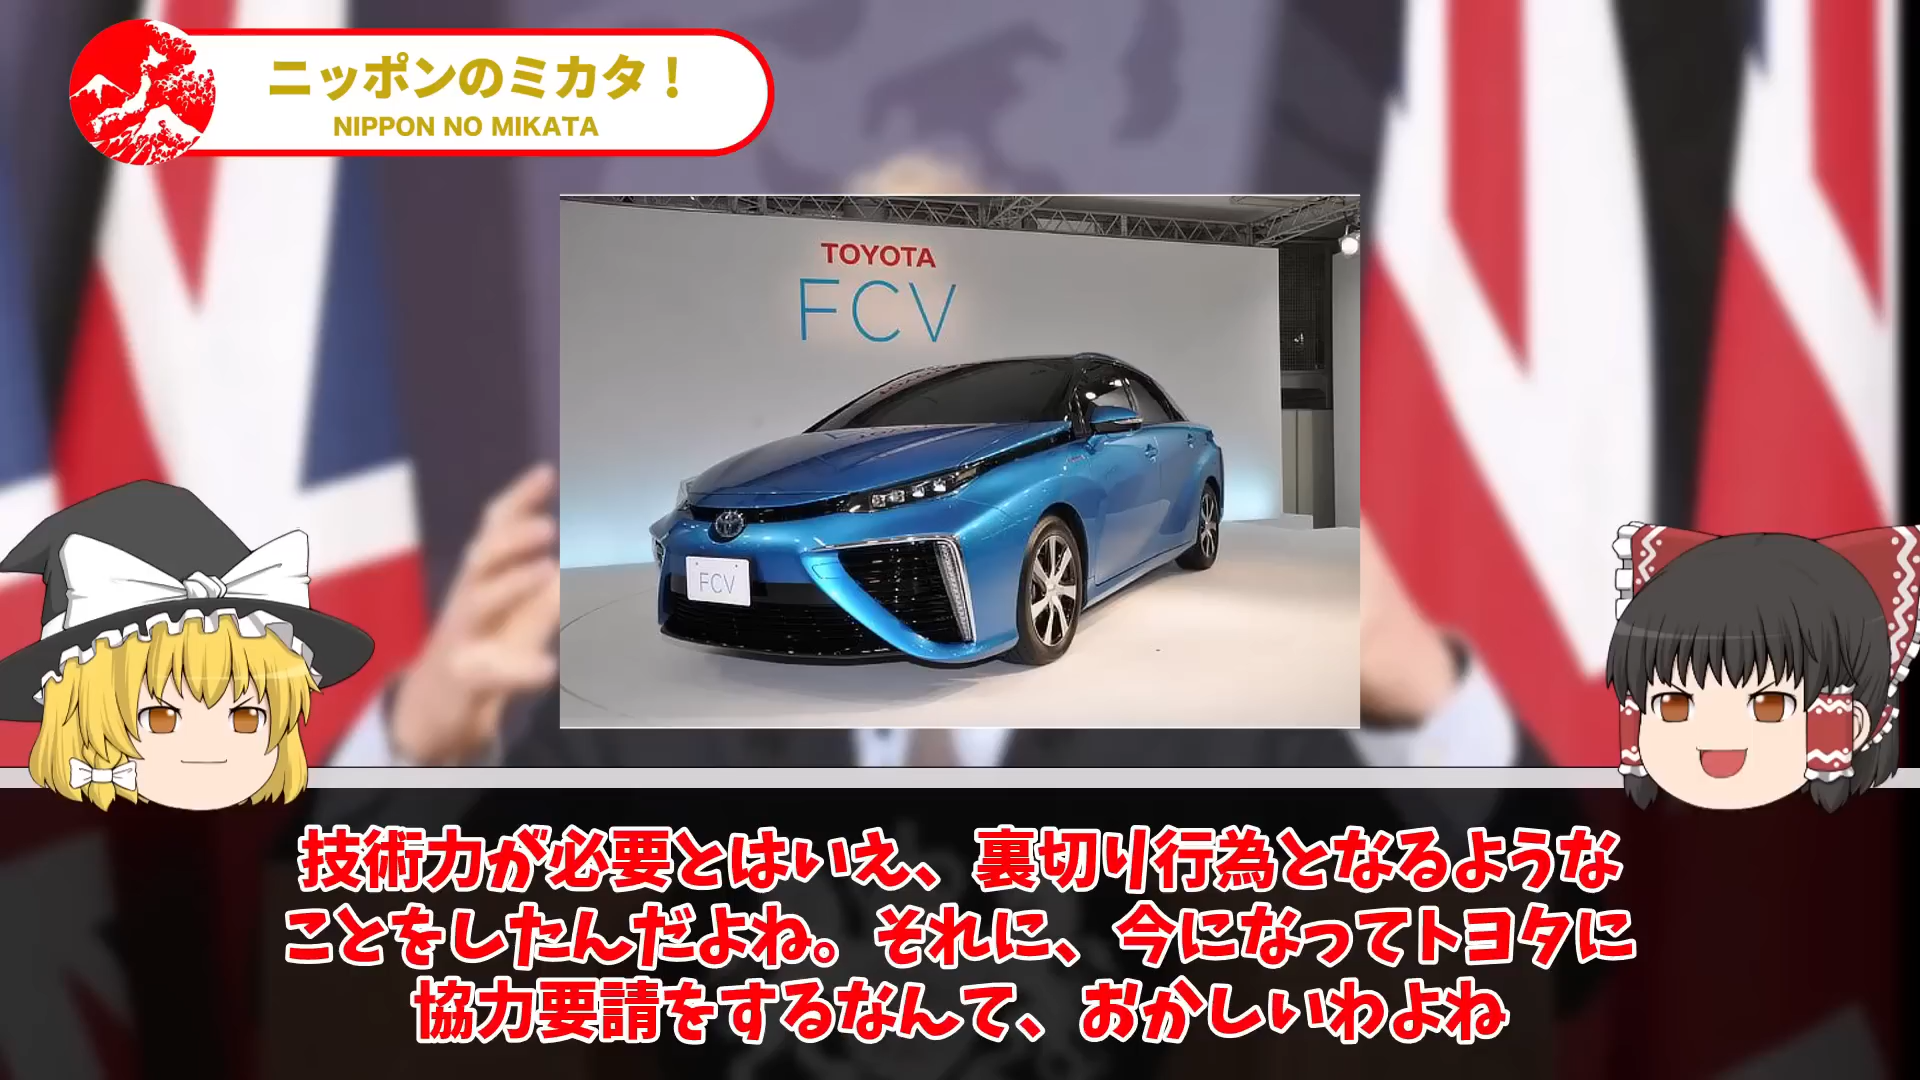 ニッポンのミカタ！
NIPPON NO MIKATA
TOYOTA
FCV
FCV
技術力が必要とはいえ、裏切り行為となるような
ことをしたんだよね。それに、今になってトヨタに
協力要請をするなんて、おかしいわよね